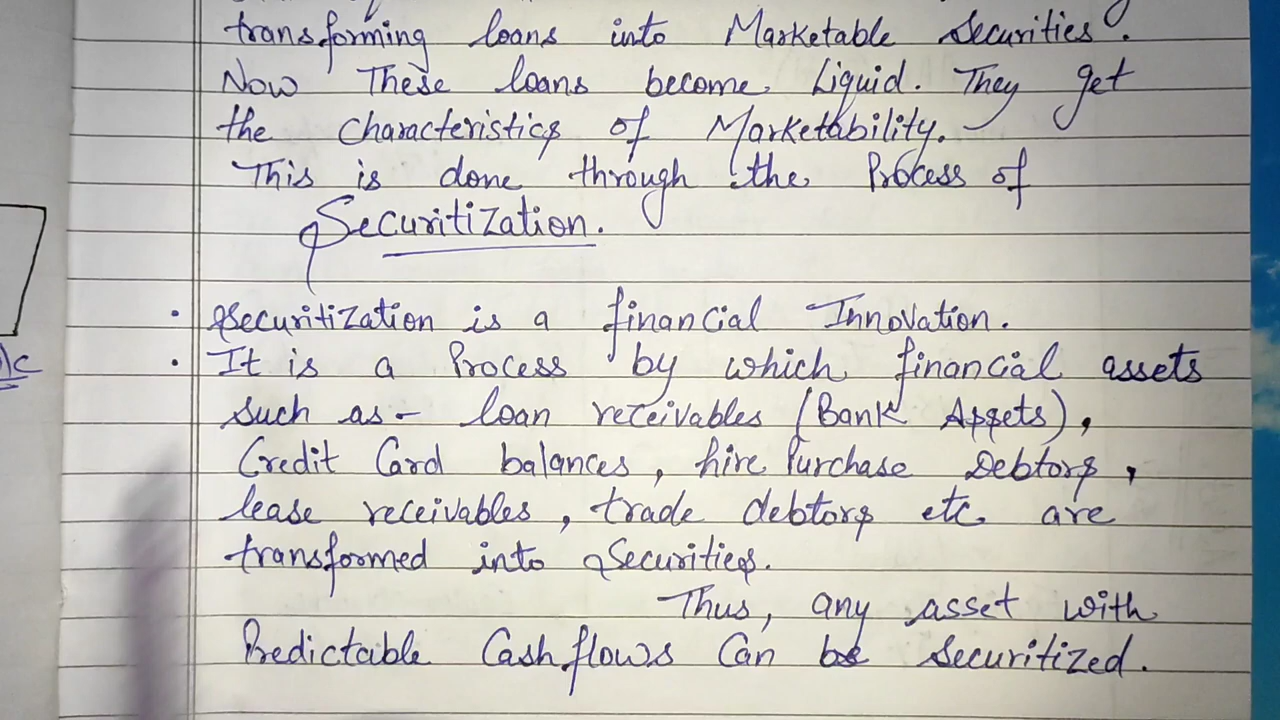 transforming loans into Marketable Securities.
Now These loans become Liquid. They get
the Characteristics of Marketability.
This is done through the Process of
Securitization.
• Securitization is a financial Innovation.
• It is a Process by which financial assets
such as - loan receivables (Bank Assets),
Credit Card balances, hire Purchase Debtors,
lease receivables, trade debtors etc are
transformed into Securities.
Thus, any asset with
Predictable Cash flows Can be Securitized.